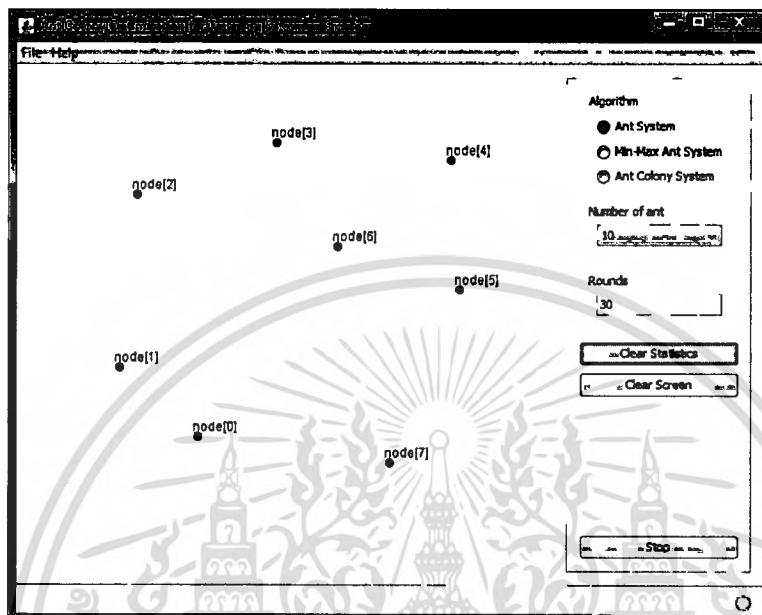 File Help
Algorithm
Ant System
Min-Max Ant System
Ant Colony System
Number of ant
10
Rounds
30
Clear Statistics
Clear Screen
Stop
node[3]
node[4]
node[2]
node[6]
node[5]
node[1]
node[0]
node[7]